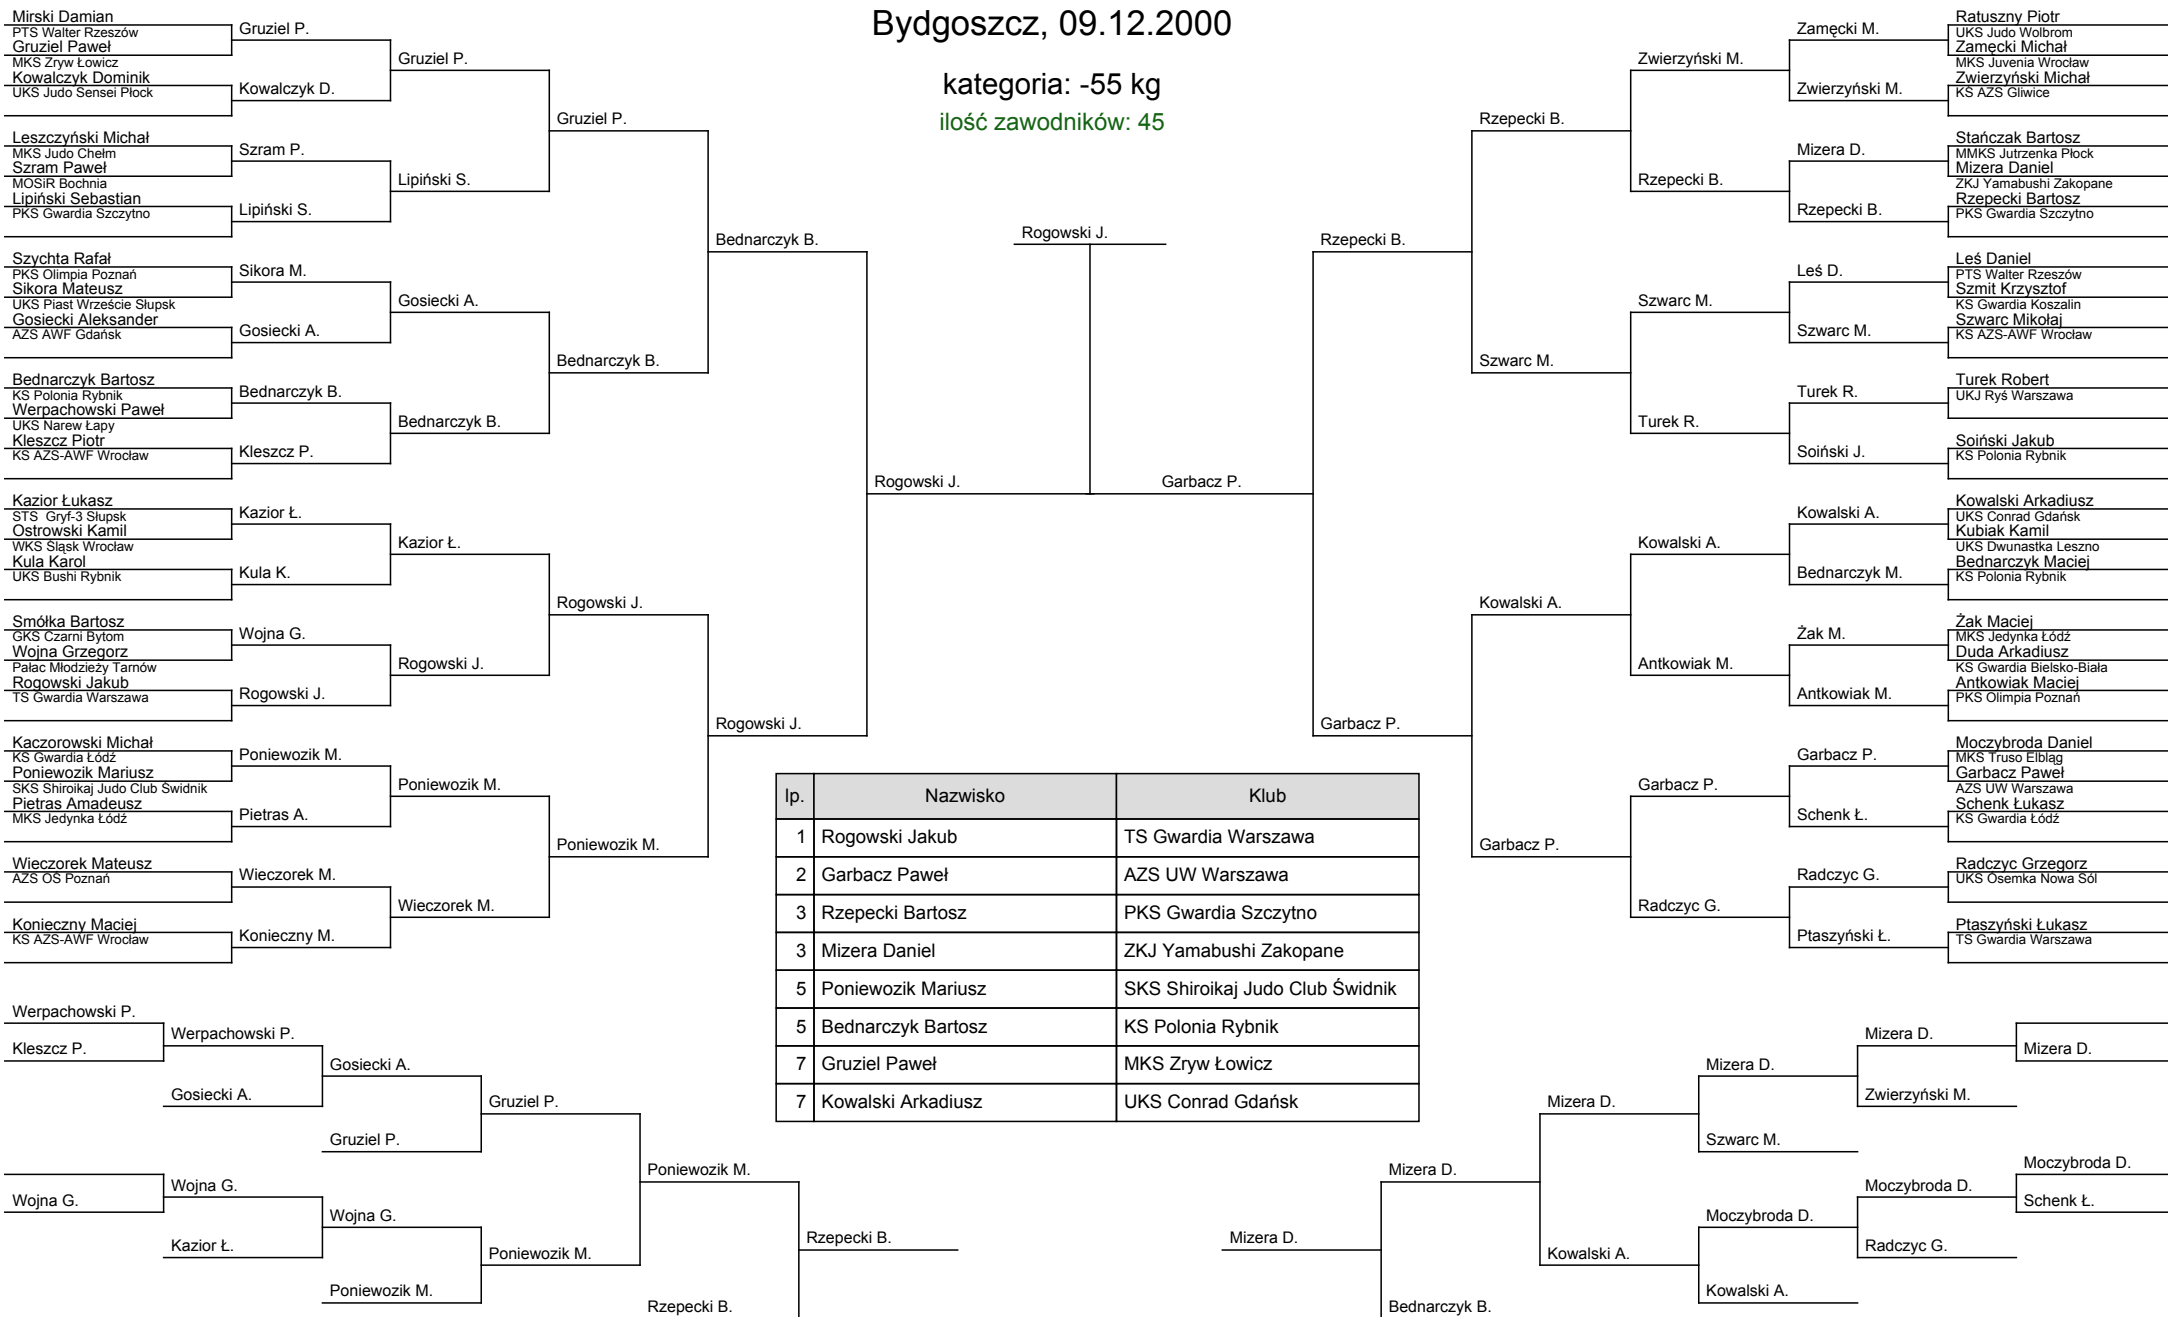 Bydgoszcz, 09.12.2000
kategoria: -55 kg
ilość zawodników: 45
Mirski Damian
PTS Walter Rzeszów
Gruziel Paweł
MKS Zryw Łowicz
Kowalczyk Dominik
UKS Judo Sensei Płock
Leszczyński Michał
MKS Judo Chełm
Szram Paweł
MOSiR Bochnia
Lipiński Sebastian
PKS Gwardia Szczytno
Szychta Rafał
PKS Olimpia Poznań
Sikora Mateusz
UKS Piast Wrzeście Słupsk
Gosiecki Aleksander
AZS AWF Gdańsk
Bednarczyk Bartosz
KS Polonia Rybnik
Werpachowski Paweł
UKS Narew Łapy
Kleszcz Piotr
KS AZS-AWF Wrocław
Kazior Łukasz
STS Gryf-3 Słupsk
Ostrowski Kamil
WKS Śląsk Wrocław
Kula Karol
UKS Bushi Rybnik
Smółka Bartosz
GKS Czarni Bytom
Wojna Grzegorz
Pałac Młodzieży Tarnów
Rogowski Jakub
TS Gwardia Warszawa
Kaczorowski Michał
KS Gwardia Łódź
Poniewozik Mariusz
SKS Shiroikaj Judo Club Świdnik
Pietras Amadeusz
MKS Jedynka Łódź
Wieczorek Mateusz
AZS OŚ Poznań
Konieczny Maciej
KS AZS-AWF Wrocław
Gruziel P.
Kowalczyk D.
Szram P.
Lipiński S.
Sikora M.
Gosiecki A.
Bednarczyk B.
Kleszcz P.
Kazior Ł.
Kula K.
Wojna G.
Rogowski J.
Poniewozik M.
Pietras A.
Wieczorek M.
Konieczny M.
Gruziel P.
Lipiński S.
Gosiecki A.
Bednarczyk B.
Kazior Ł.
Rogowski J.
Poniewozik M.
Wieczorek M.
Gruziel P.
Bednarczyk B.
Rogowski J.
Poniewozik M.
Bednarczyk B.
Rogowski J.
Rogowski J.
Rogowski J.
Garbacz P.
Rzepecki B.
Garbacz P.
Rzepecki B.
Szwarc M.
Kowalski A.
Garbacz P.
Zwierzyński M.
Rzepecki B.
Szwarc M.
Turek R.
Kowalski A.
Antkowiak M.
Garbacz P.
Radczyc G.
Zamęcki M.
Zwierzyński M.
Mizera D.
Rzepecki B.
Leś D.
Szwarc M.
Turek R.
Soiński J.
Kowalski A.
Bednarczyk M.
Żak M.
Antkowiak M.
Garbacz P.
Schenk Ł.
Radczyc G.
Ptaszyński Ł.
Ratuszny Piotr
UKS Judo Wolbrom
Zamęcki Michał
MKS Juvenia Wrocław
Zwierzyński Michał
KS AZS Gliwice
Stańczak Bartosz
MMKS Jutrzenka Płock
Mizera Daniel
ZKJ Yamabushi Zakopane
Rzepecki Bartosz
PKS Gwardia Szczytno
Leś Daniel
PTS Walter Rzeszów
Szmit Krzysztof
KS Gwardia Koszalin
Szwarc Mikołaj
KS AZS-AWF Wrocław
Turek Robert
UKJ Ryś Warszawa
Soiński Jakub
KS Polonia Rybnik
Kowalski Arkadiusz
UKS Conrad Gdańsk
Kubiak Kamil
UKS Dwunastka Leszno
Bednarczyk Maciej
KS Polonia Rybnik
Żak Maciej
MKS Jedynka Łódź
Duda Arkadiusz
KS Gwardia Bielsko-Biała
Antkowiak Maciej
PKS Olimpia Poznań
Moczybroda Daniel
MKS Truso Elbląg
Garbacz Paweł
AZS UW Warszawa
Schenk Łukasz
KS Gwardia Łódź
Radczyc Grzegorz
UKS Ósemka Nowa Sól
Ptaszyński Łukasz
TS Gwardia Warszawa
lp. Nazwisko Klub
1 Rogowski Jakub TS Gwardia Warszawa
2 Garbacz Paweł AZS UW Warszawa
3 Rzepecki Bartosz PKS Gwardia Szczytno
3 Mizera Daniel ZKJ Yamabushi Zakopane
5 Poniewozik Mariusz SKS Shiroikaj Judo Club Świdnik
5 Bednarczyk Bartosz KS Polonia Rybnik
7 Gruziel Paweł MKS Zryw Łowicz
7 Kowalski Arkadiusz UKS Conrad Gdańsk
Werpachowski P.
Kleszcz P.
Wojna G.
Werpachowski P.
Gosiecki A.
Wojna G.
Kazior Ł.
Gosiecki A.
Gruziel P.
Wojna G.
Poniewozik M.
Gruziel P.
Poniewozik M.
Poniewozik M.
Rzepecki B.
Rzepecki B.
Mizera D.
Mizera D.
Bednarczyk B.
Mizera D.
Kowalski A.
Mizera D.
Szwarc M.
Moczybroda D.
Kowalski A.
Mizera D.
Zwierzyński M.
Moczybroda D.
Radczyc G.
Mizera D.
Moczybroda D.
Schenk Ł.